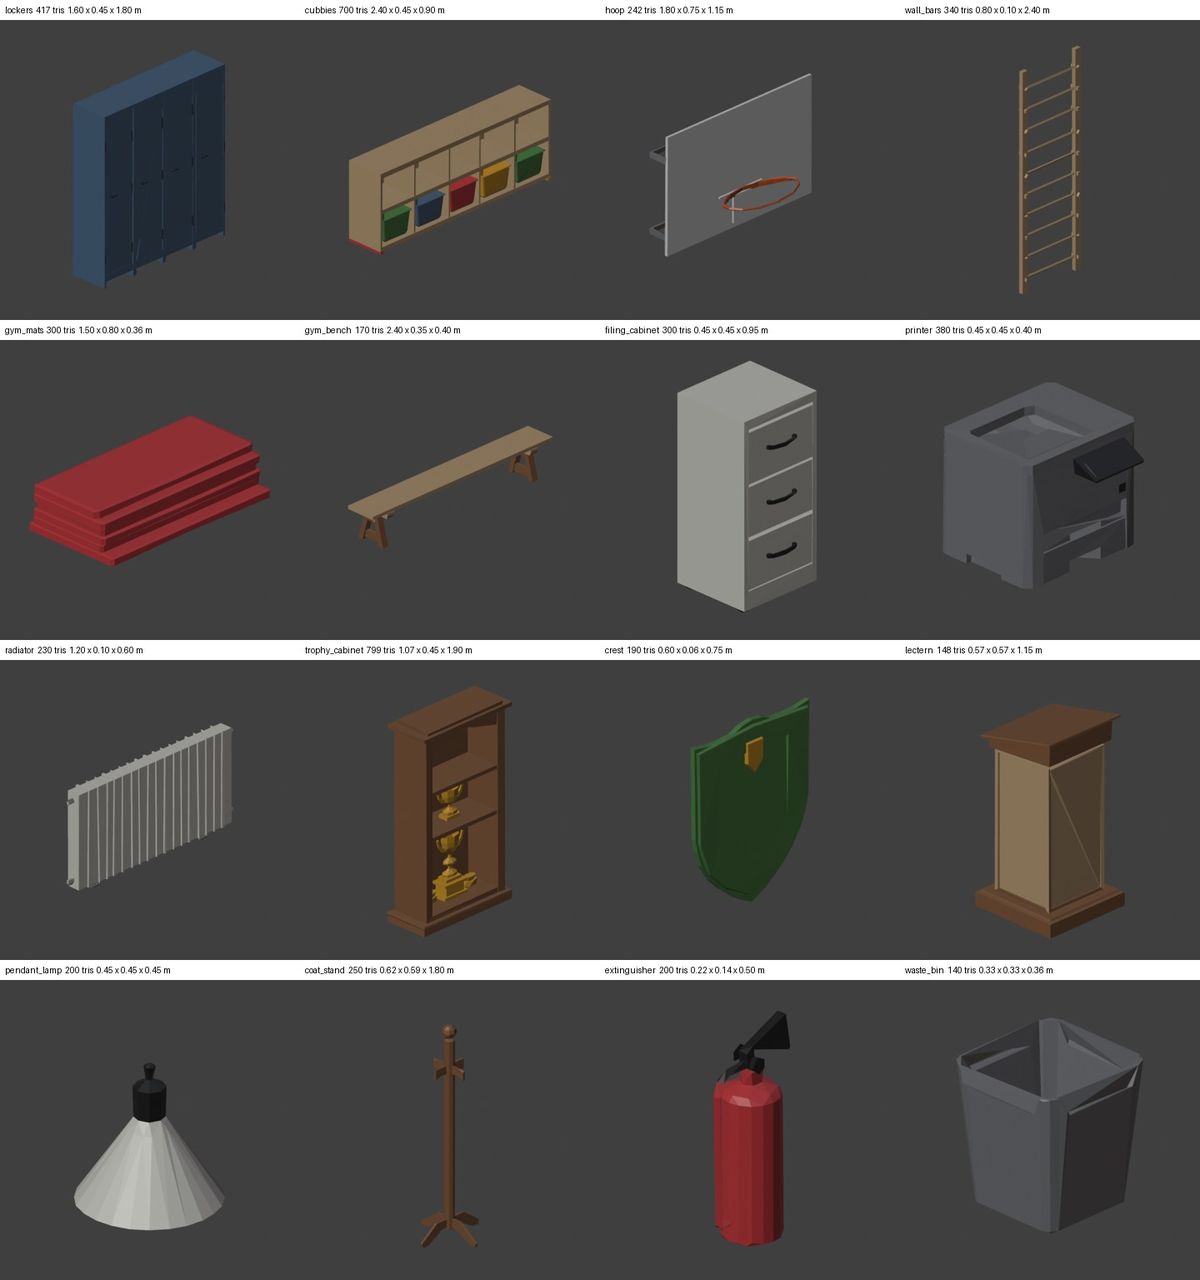 lockers 417 tris 1.60 x 0.45 x 1.80 m
cubbies 700 tris 2.40 x 0.45 x 0.90 m
hoop 242 tris 1.80 x 0.75 x 1.15 m
wall_bars 340 tris 0.80 x 0.10 x 2.40 m
gym_mats 300 tris 1.50 x 0.80 x 0.36 m
gym_bench 170 tris 2.40 x 0.35 x 0.40 m
filing_cabinet 300 tris 0.45 x 0.45 x 0.95 m
printer 380 tris 0.45 x 0.45 x 0.40 m
radiator 230 tris 1.20 x 0.10 x 0.60 m
trophy_cabinet 799 tris 1.07 x 0.45 x 1.90 m
crest 190 tris 0.60 x 0.06 x 0.75 m
lectern 148 tris 0.57 x 0.57 x 1.15 m
pendant_lamp 200 tris 0.45 x 0.45 x 0.45 m
coat_stand 250 tris 0.62 x 0.59 x 1.80 m
extinguisher 200 tris 0.22 x 0.14 x 0.50 m
waste_bin 140 tris 0.33 x 0.33 x 0.36 m